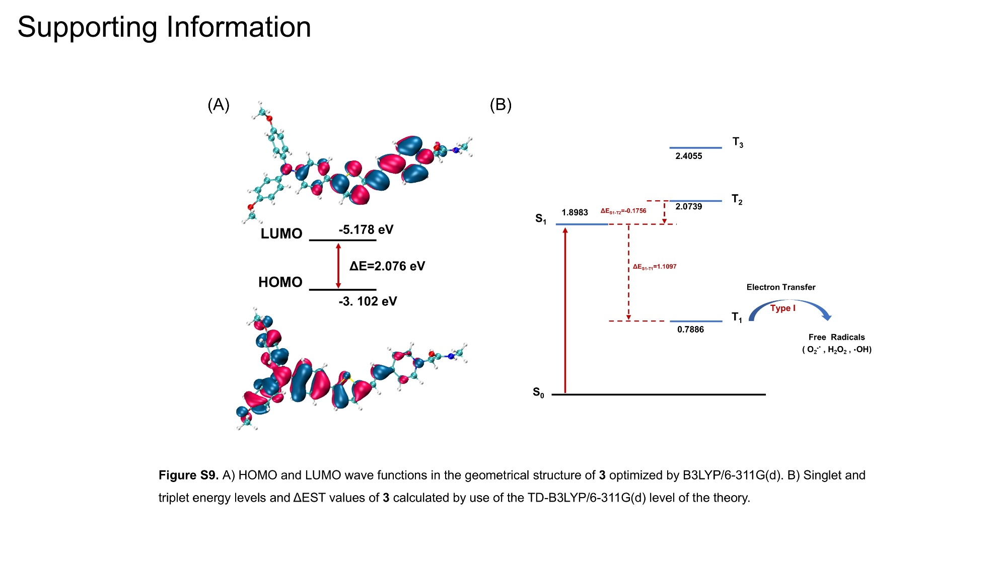 Supporting Information
(A)
LUMO
-5.178 eV
ΔE=2.076 eV
HOMO
-3. 102 eV
(B)
T₃
2.4055
T₂
2.0739
ΔE_S1-T2=-0.1756
1.8983
S₁
ΔE_S1-T1=1.1097
Electron Transfer
Type I
T₁
0.7886
Free Radicals
( O₂⁻˙ , H₂O₂ , ·OH)
S₀
Figure S9. A) HOMO and LUMO wave functions in the geometrical structure of 3 optimized by B3LYP/6-311G(d). B) Singlet and
triplet energy levels and ΔEST values of 3 calculated by use of the TD-B3LYP/6-311G(d) level of the theory.